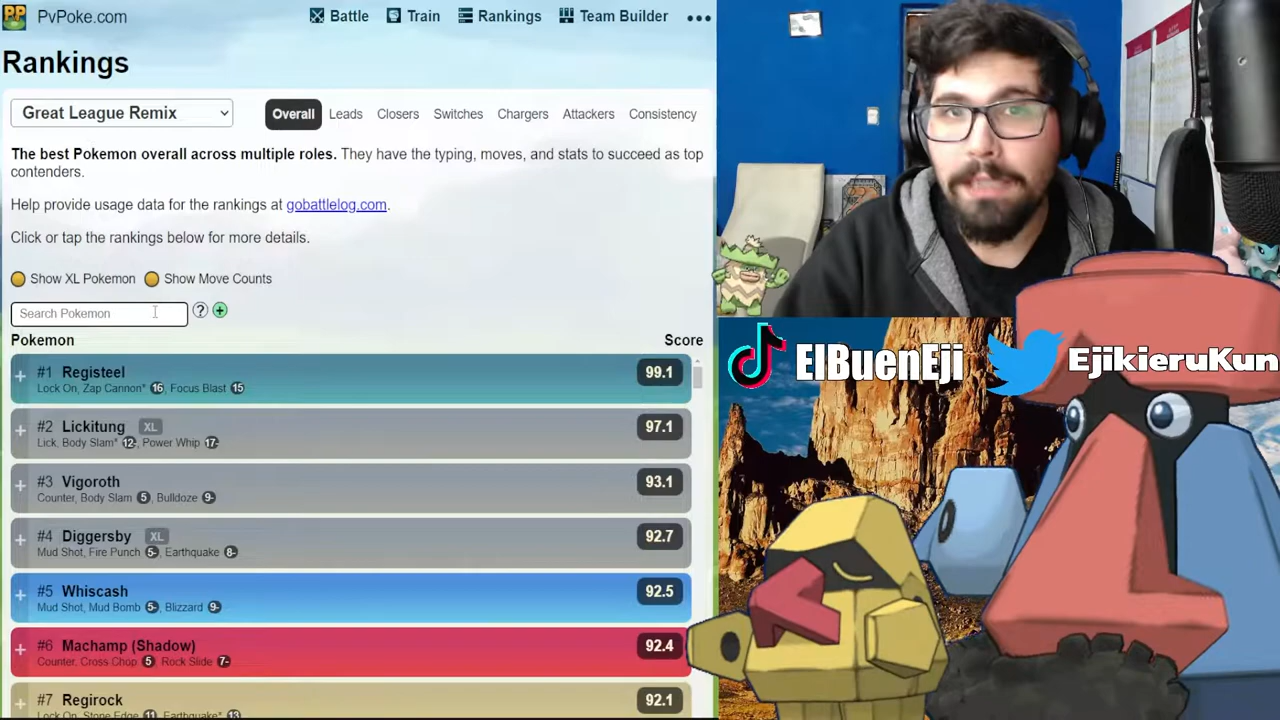 PvPoke.com
Battle
Train
Rankings
Team Builder
Rankings
Great League Remix
Overall Leads Closers Switches Chargers Attackers Consistency
The best Pokemon overall across multiple roles. They have the typing, moves, and stats to succeed as top
contenders.
Help provide usage data for the rankings at gobattlelog.com.
Click or tap the rankings below for more details.
Show XL Pokemon Show Move Counts
Search Pokemon ? +
Pokemon Score
+ #1 Registeel 99.1
Lock On, Zap Cannon* 16 Focus Blast 15
+ #2 Lickitung XL 97.1
Lick, Body Slam* 12- Power Whip 17-
+ #3 Vigoroth 93.1
Counter, Body Slam 5 Bulldoze 9-
+ #4 Diggersby XL 92.7
Mud Shot, Fire Punch 5- Earthquake 8-
+ #5 Whiscash 92.5
Mud Shot, Mud Bomb 5- Blizzard 9-
+ #6 Machamp (Shadow) 92.4
Counter, Cross Chop 5 Rock Slide 7-
+ #7 Regirock 92.1
Lock On, Stone Edge 11 Earthquake* 13
ElBuenEji
EjikieruKun